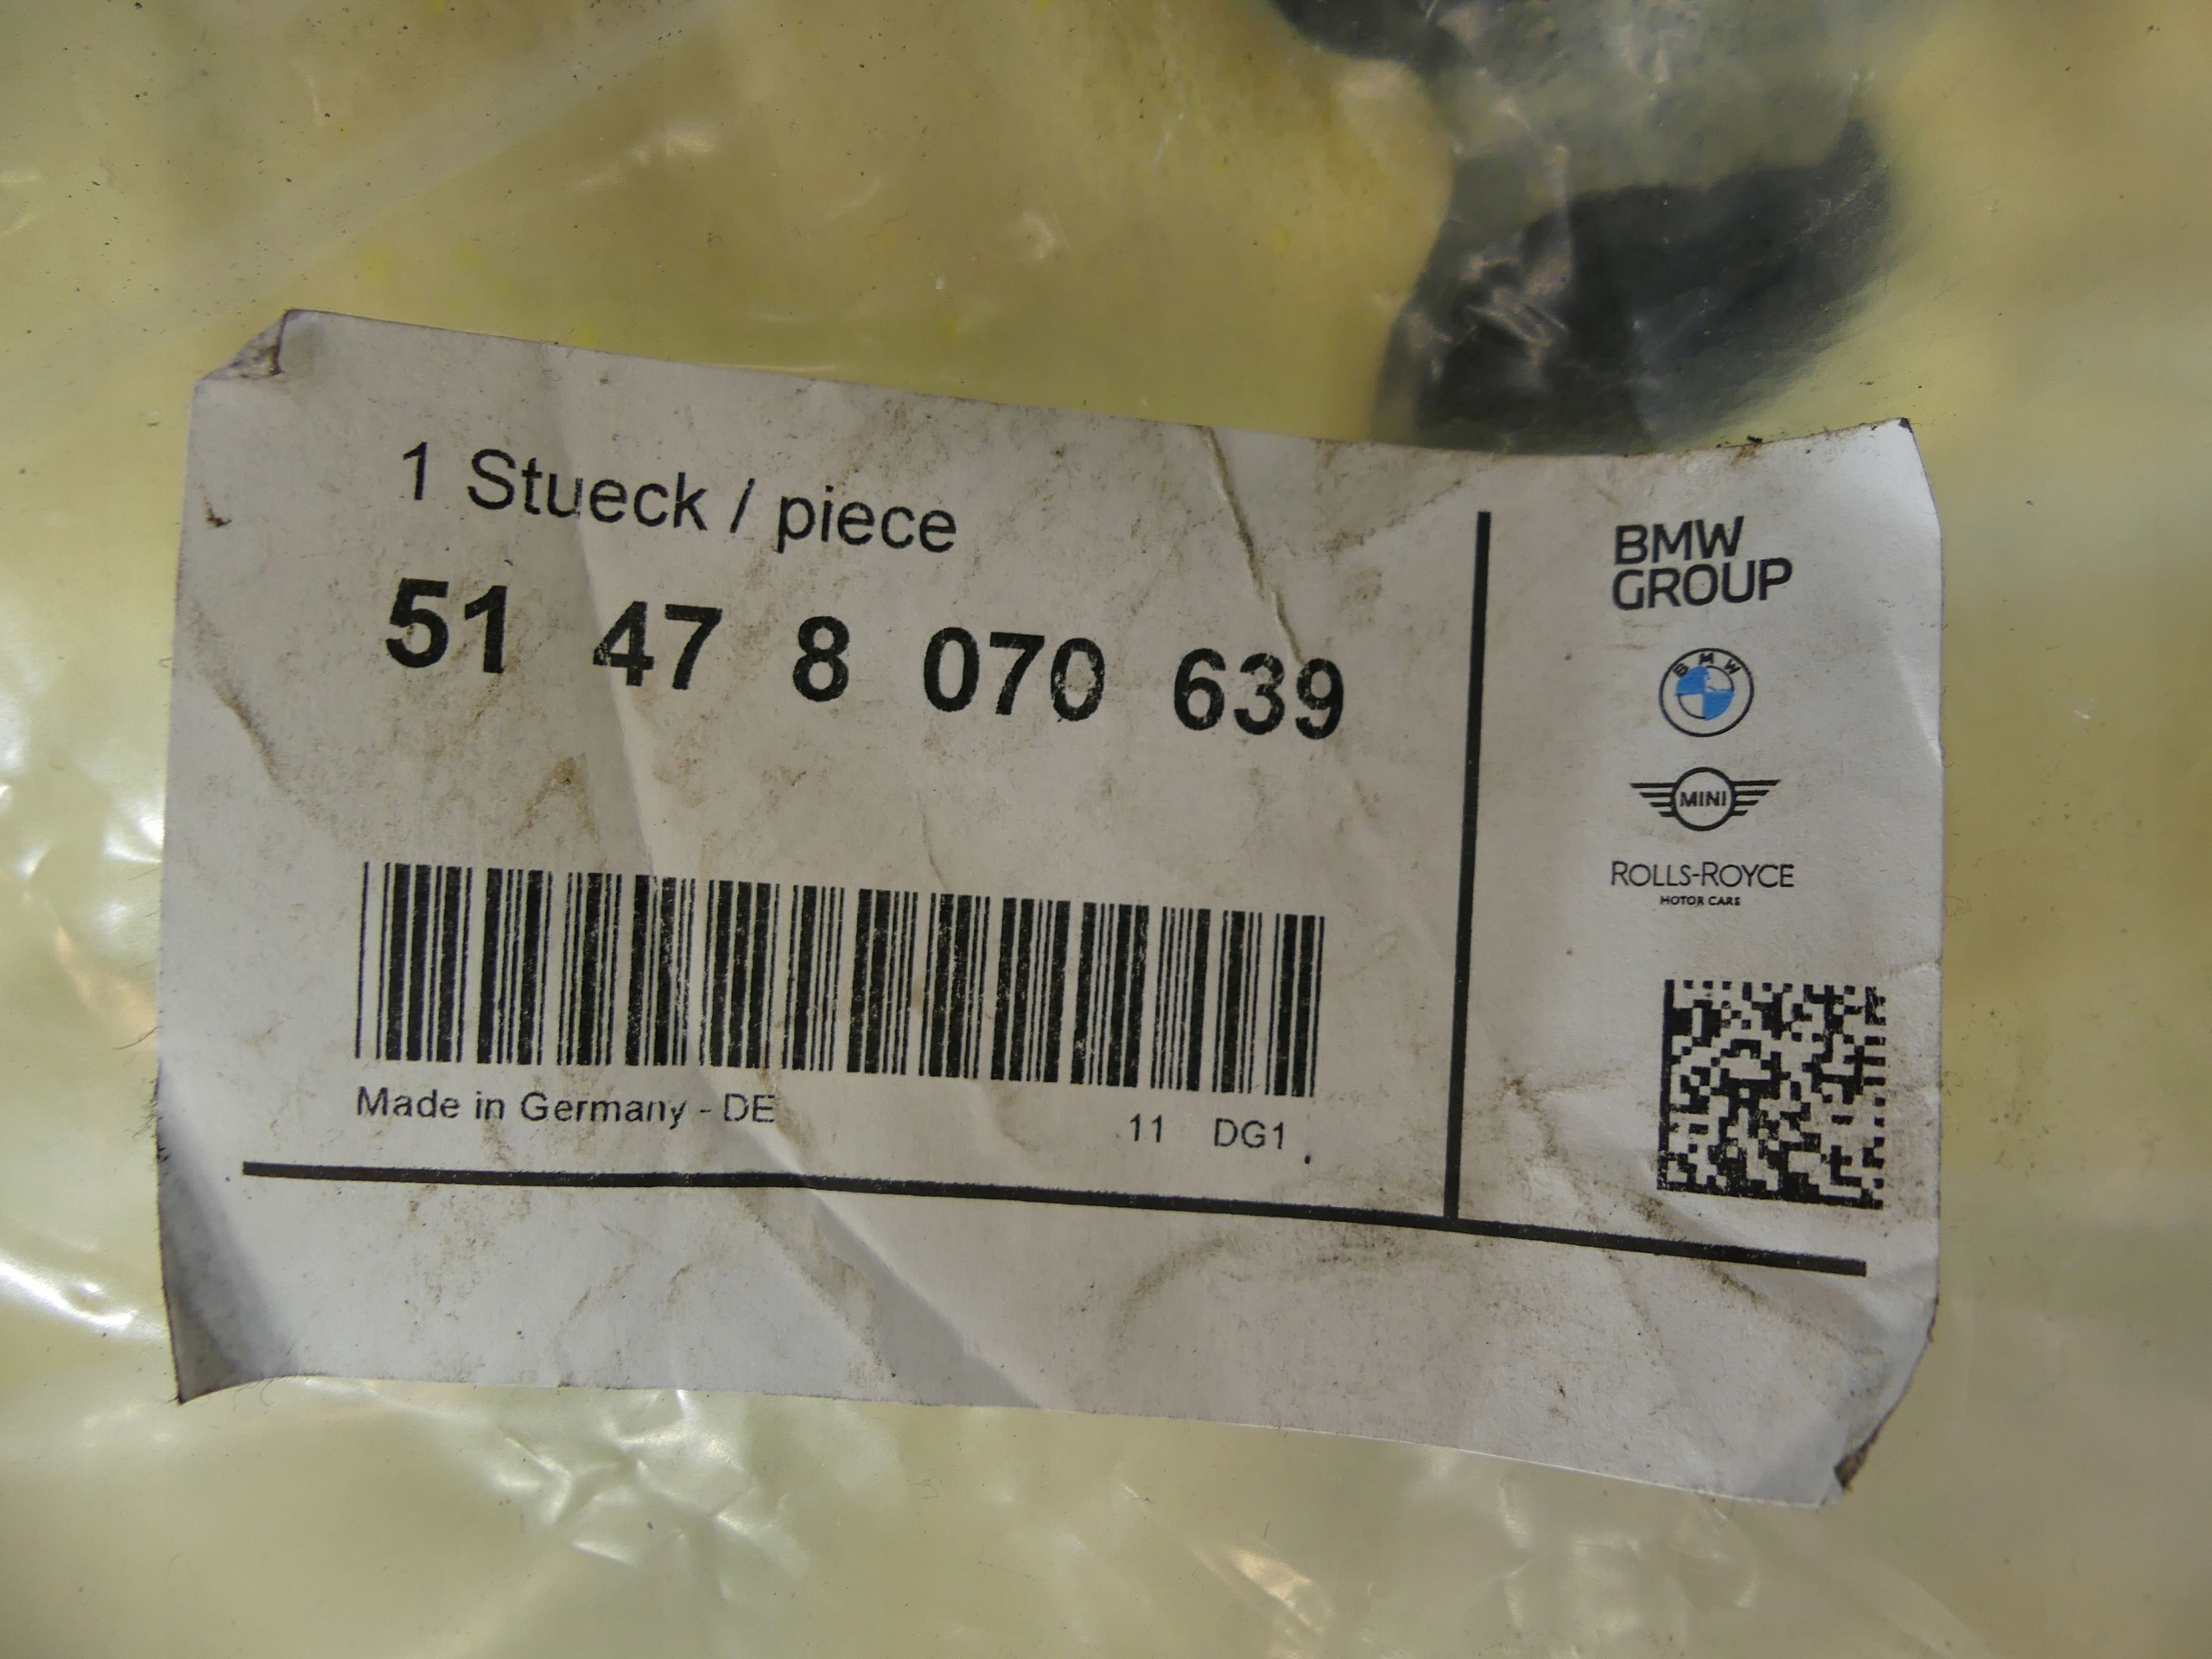 1 Stueck / piece
51 47 8 070 639
Made in Germany - DE
11 DG1
BMW
GROUP
BMW
MINI
ROLLS-ROYCE
MOTOR CARS